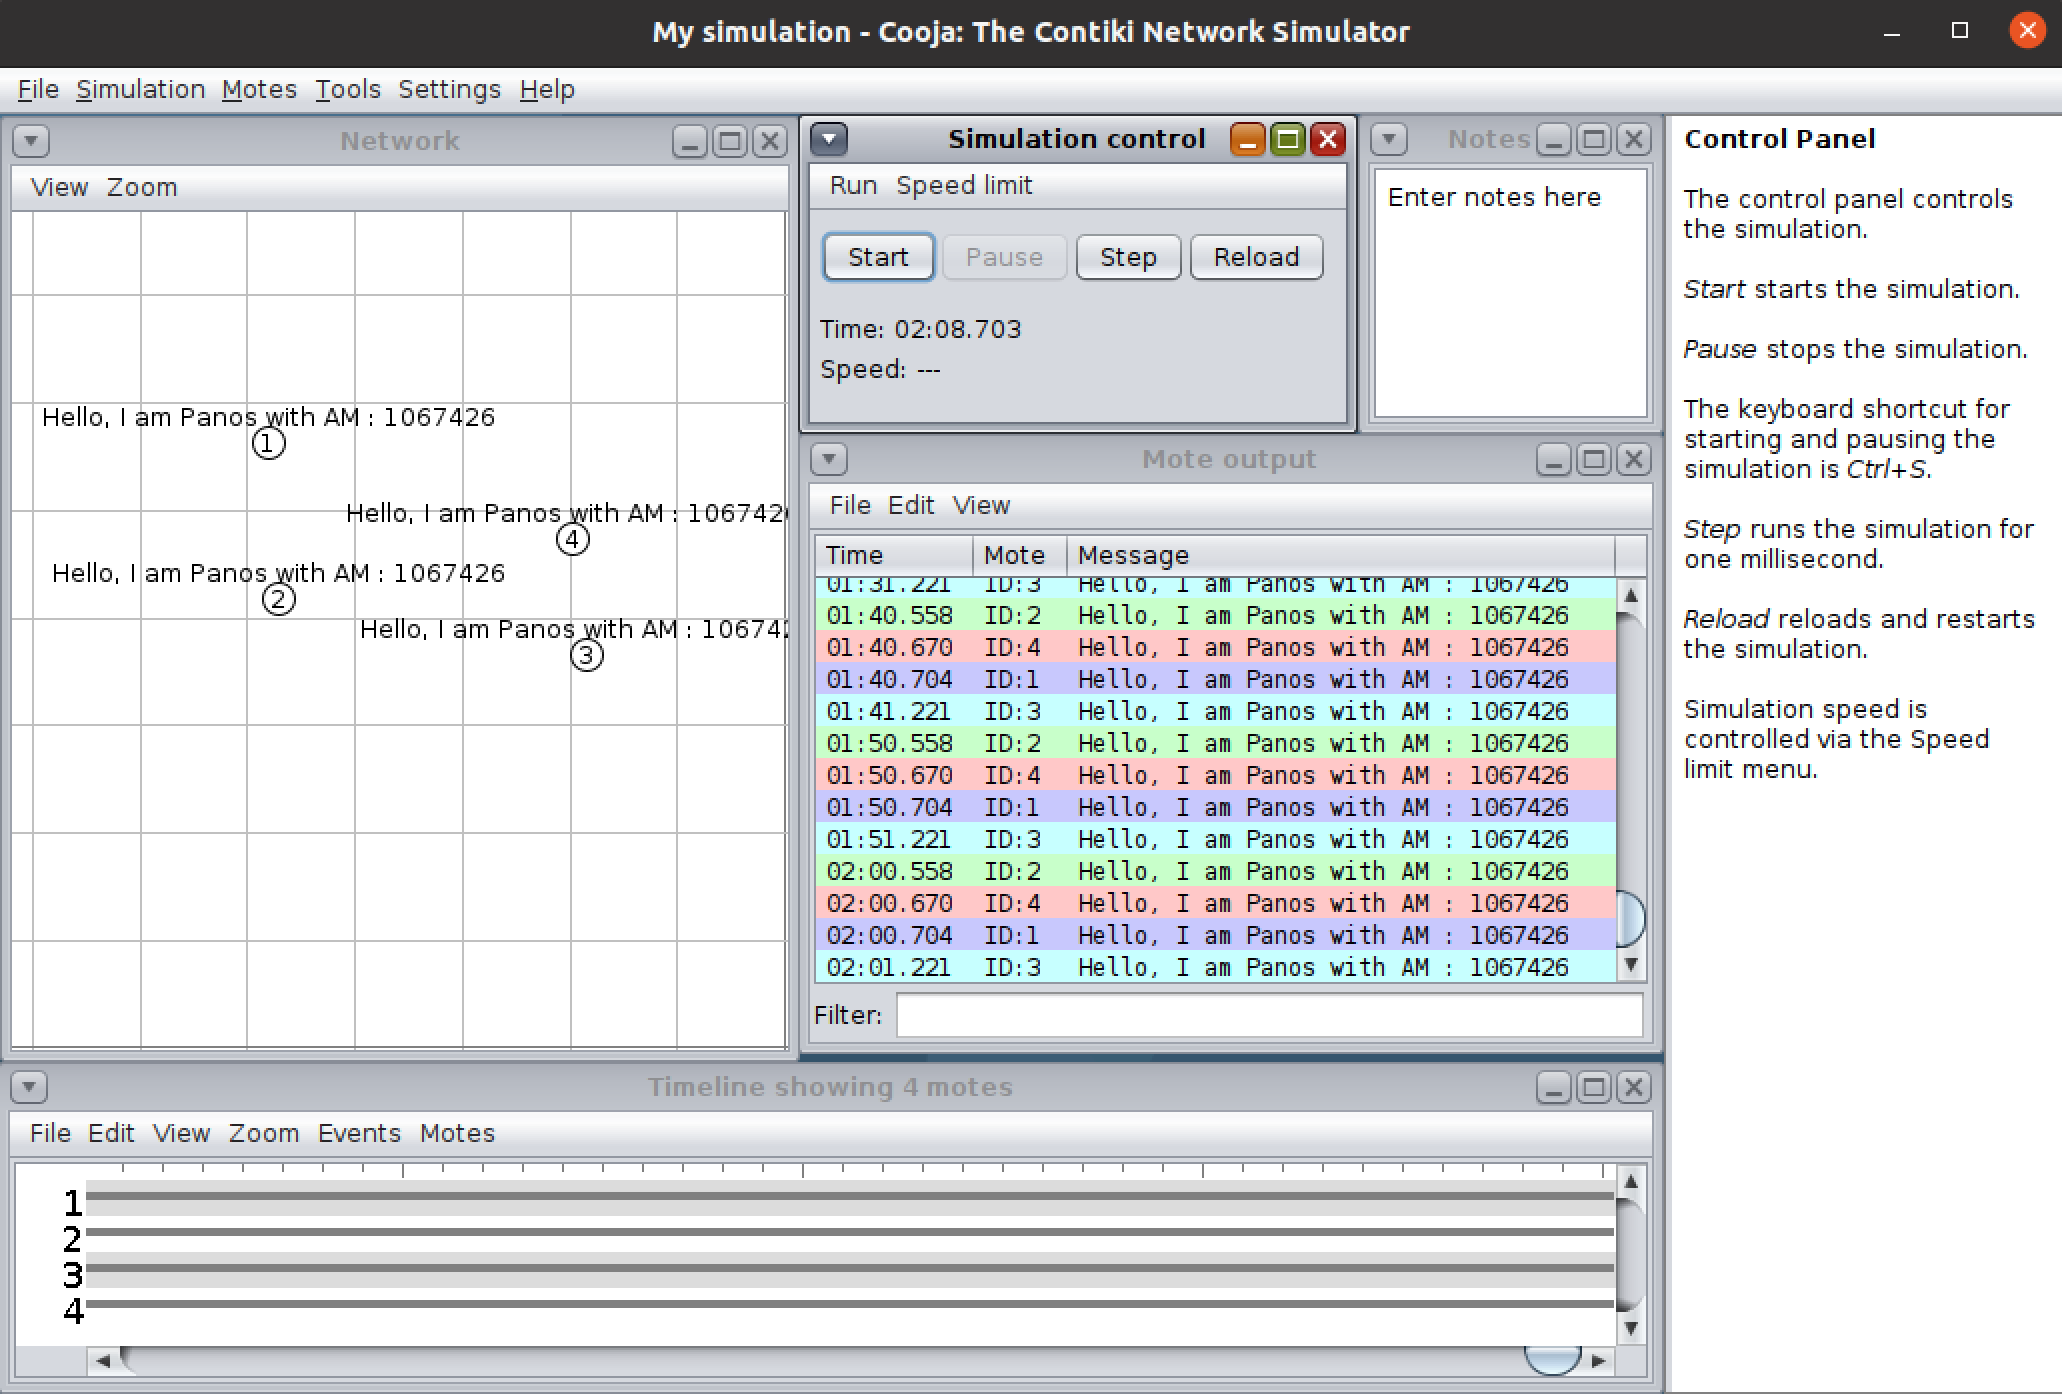 My simulation - Cooja: The Contiki Network Simulator
File Simulation Motes Tools Settings Help
Network
View Zoom
Hello, I am Panos with AM : 1067426
1
Hello, I am Panos with AM : 106742
4
Hello, I am Panos with AM : 1067426
2
Hello, I am Panos with AM : 10674
3
Simulation control
Run Speed limit
Start Pause Step Reload
Time: 02:08.703
Speed: ---
Notes
Enter notes here
Mote output
File Edit View
Time Mote Message
01:31.221 ID:3 Hello, I am Panos with AM : 1067426
01:40.558 ID:2 Hello, I am Panos with AM : 1067426
01:40.670 ID:4 Hello, I am Panos with AM : 1067426
01:40.704 ID:1 Hello, I am Panos with AM : 1067426
01:41.221 ID:3 Hello, I am Panos with AM : 1067426
01:50.558 ID:2 Hello, I am Panos with AM : 1067426
01:50.670 ID:4 Hello, I am Panos with AM : 1067426
01:50.704 ID:1 Hello, I am Panos with AM : 1067426
01:51.221 ID:3 Hello, I am Panos with AM : 1067426
02:00.558 ID:2 Hello, I am Panos with AM : 1067426
02:00.670 ID:4 Hello, I am Panos with AM : 1067426
02:00.704 ID:1 Hello, I am Panos with AM : 1067426
02:01.221 ID:3 Hello, I am Panos with AM : 1067426
Filter:
Timeline showing 4 motes
File Edit View Zoom Events Motes
1
2
3
4
Control Panel
The control panel controls
the simulation.
Start starts the simulation.
Pause stops the simulation.
The keyboard shortcut for
starting and pausing the
simulation is Ctrl+S.
Step runs the simulation for
one millisecond.
Reload reloads and restarts
the simulation.
Simulation speed is
controlled via the Speed
limit menu.